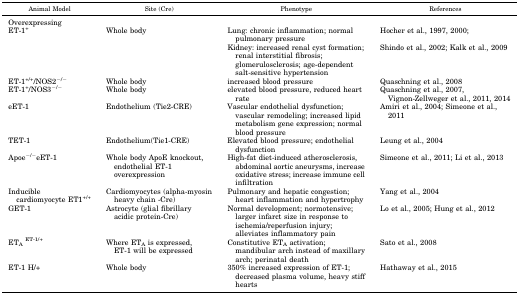 Animal Model Site (Cre) Phenotype References
Overexpressing
ET-1+ Whole body Lung: chronic inflammation; normal Hocher et al., 1997, 2000;
pulmonary pressure
Kidney: increased renal cyst formation; Shindo et al., 2002; Kalk et al., 2009
renal interstitial fibrosis;
glomerulosclerosis; age-dependent
salt-sensitive hypertension
ET-1+/+/NOS2−/− Whole body increased blood pressure Quaschning et al., 2008
ET-1+/NOS3−/− Whole body elevated blood pressure, reduced heart Quaschning et al., 2007,
rate Vignon-Zellweger et al., 2011, 2014
eET-1 Endothelium (Tie2-CRE) Vascular endothelial dysfunction; Amiri et al., 2004; Simeone et al.,
vascular remodeling; increased lipid 2011
metabolism gene expression; normal
blood pressure
TET-1 Endothelium(Tie1-CRE) Elevated blood pressure; endothelial Leung et al., 2004
dysfunction
Apoe−/−eET-1 Whole body ApoE knockout, High-fat diet-induced atherosclerosis, Simeone et al., 2011; Li et al., 2013
endothelial ET-1 abdominal aortic aneurysms, increase
overexpression oxidative stress; increase immune cell
infiltration
Inducible Cardiomyocytes (alpha-myosin Pulmonary and hepatic congestion; Yang et al., 2004
cardiomyocyte ET1+/+ heavy chain -Cre) heart inflammation and hypertrophy
GET-1 Astrocyte (glial fibrillary Normal development; normotensive; Lo et al., 2005; Hung et al., 2012
acidic protein-Cre) larger infarct size in response to
ischemia/reperfusion injury;
alleviates inflammatory pain
ETA ET-1/+ Where ETA is expressed, Constitutive ETA activation; Sato et al., 2008
ET-1 will be expressed mandibular arch instead of maxillary
arch; perinatal death
ET-1 H/+ Whole body 350% increased expression of ET-1; Hathaway et al., 2015
decreased plasma volume, heavy stiff
hearts